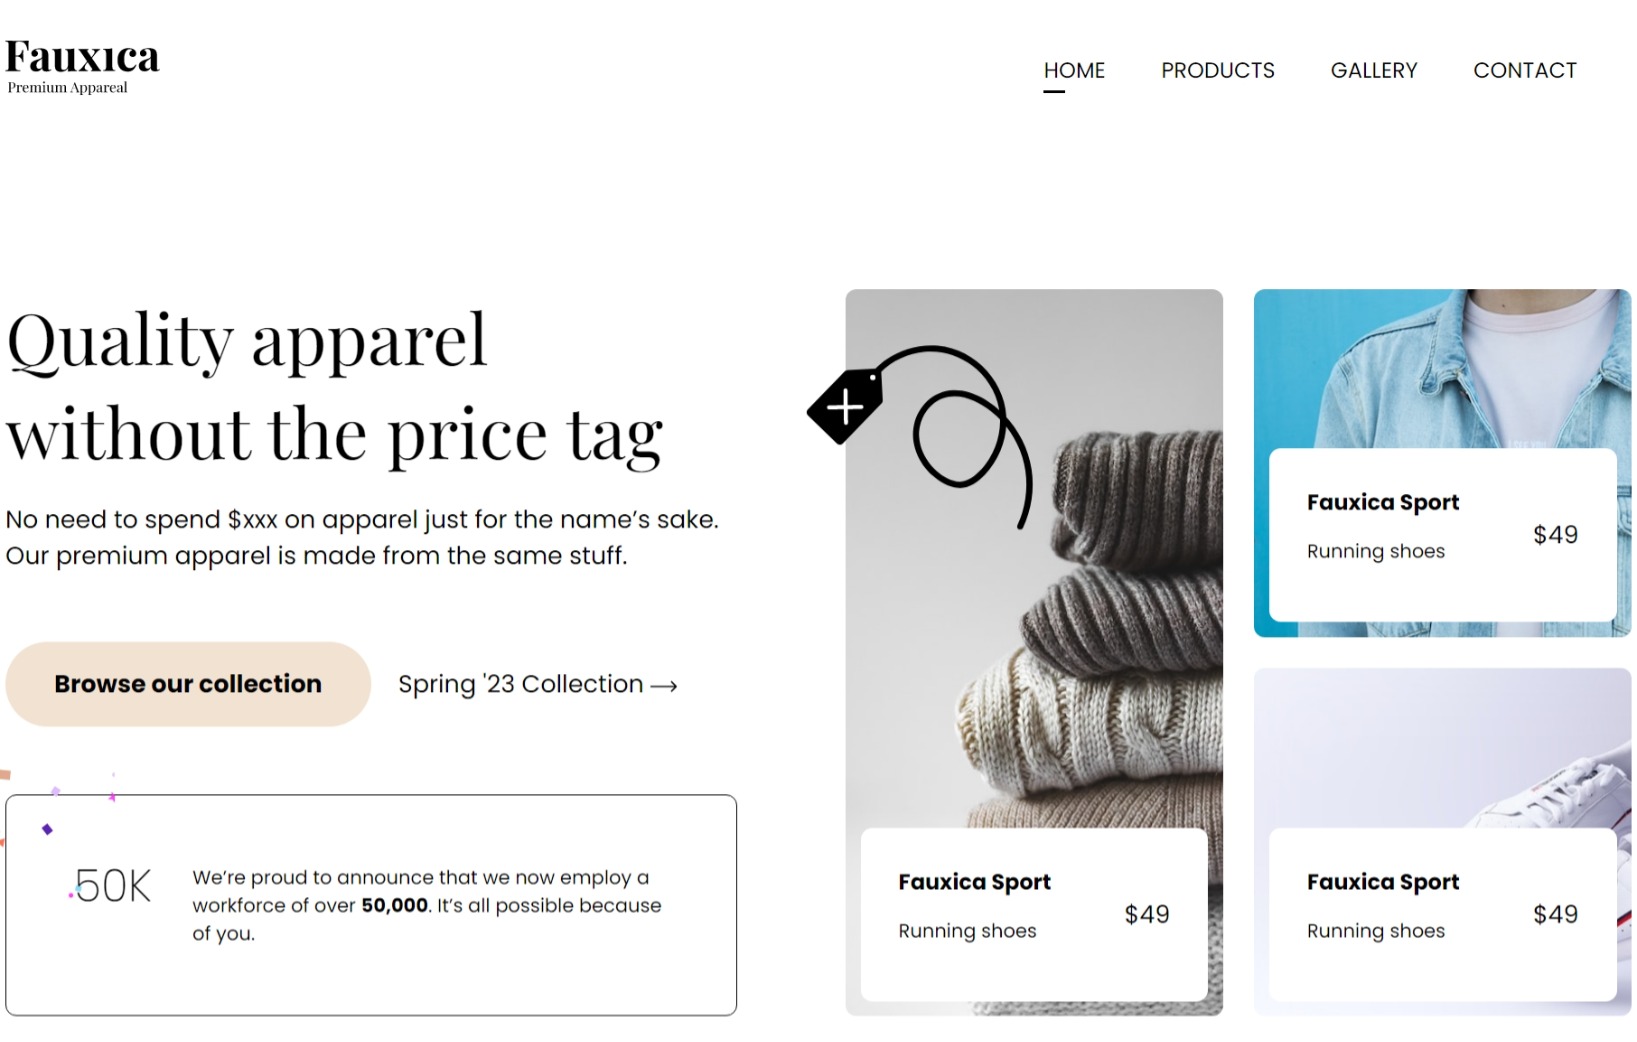 Fauxıca
Premium Appareal
HOME
PRODUCTS
GALLERY
CONTACT
Quality apparel
without the price tag
No need to spend $xxx on apparel just for the name’s sake.
Our premium apparel is made from the same stuff.
Browse our collection
Spring '23 Collection →
50K
We’re proud to announce that we now employ a
workforce of over 50,000. It’s all possible because
of you.
Fauxica Sport
Running shoes
$49
Fauxica Sport
Running shoes
$49
Fauxica Sport
Running shoes
$49